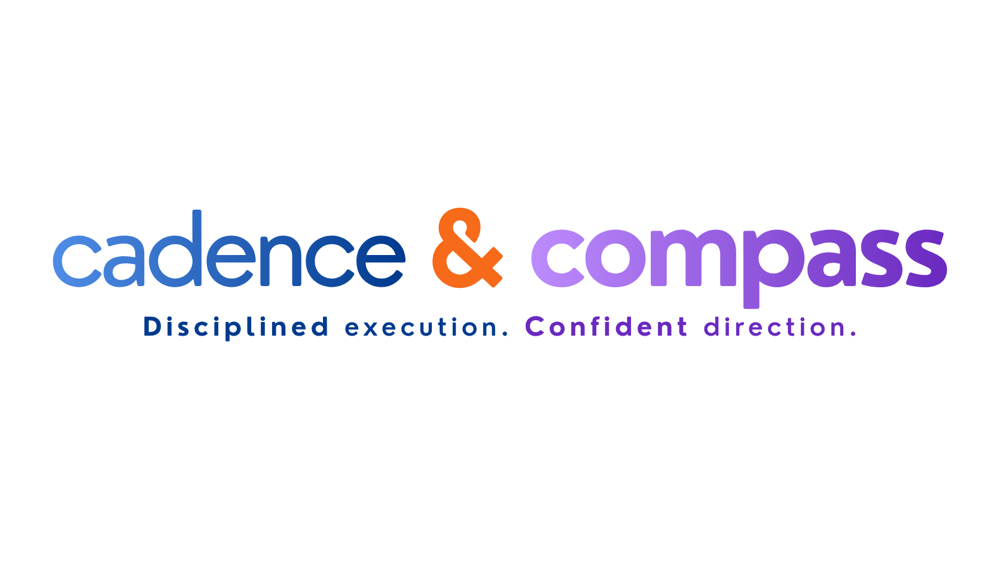 cadence & compass
Disciplined execution. Confident direction.